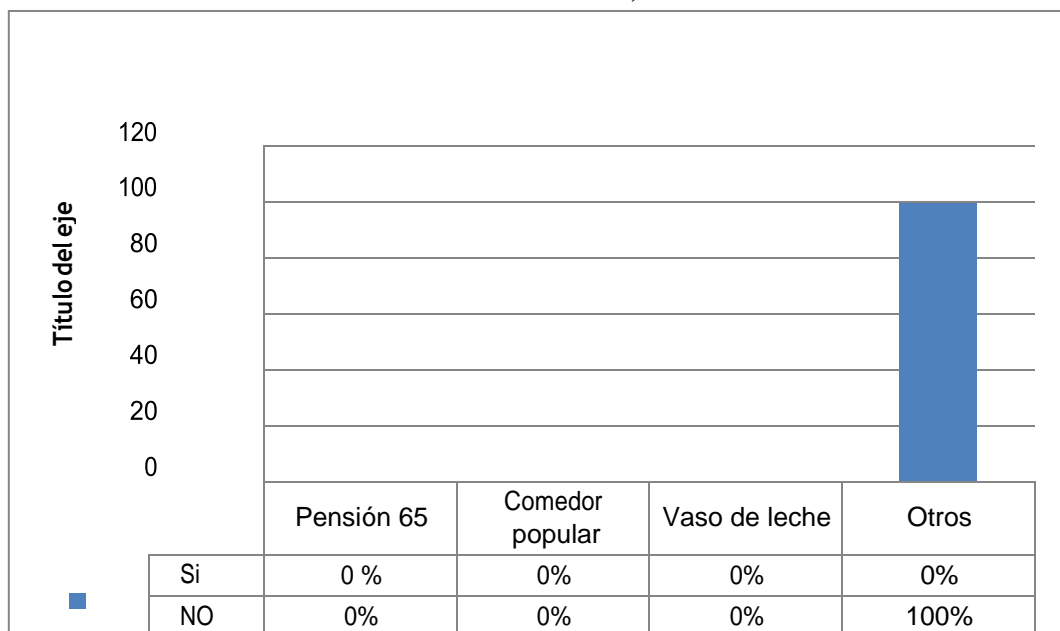 120
100
80
60
40
20
0
Título del eje
Pensión 65 Comedor popular Vaso de leche Otros
Si 0 % 0% 0% 0%
NO 0% 0% 0% 100%